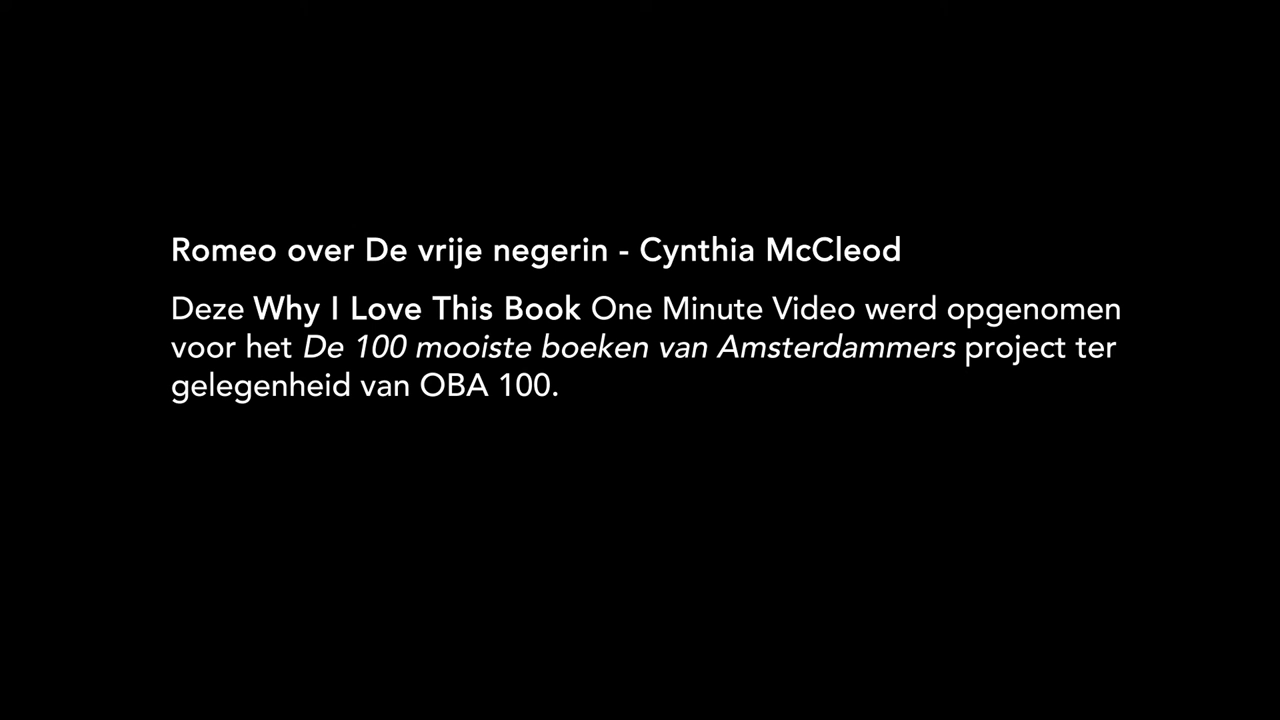 Romeo over De vrije negerin - Cynthia McCleod
Deze Why I Love This Book One Minute Video werd opgenomen
voor het De 100 mooiste boeken van Amsterdammers project ter
gelegenheid van OBA 100.